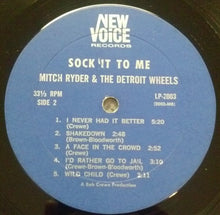 NEW
VOICE
RECORDS
SOCK IT TO ME
MITCH RYDER & THE DETROIT WHEELS
33⅓ RPM LP-2003
SIDE 2
1. I NEVER HAD IT BETTER 5:20
(Crewe)
2. SHAKEDOWN 2:48
(Brown-Bloodworth)
3. A FACE IN THE CROWD 2:52
(Crewe)
4. I'D RATHER GO TO JAIL 2:10
(Crewe-Brown-Bloodworth)
5. WILD CHILD (Crewe) 2:11
A Bob Crewe Production